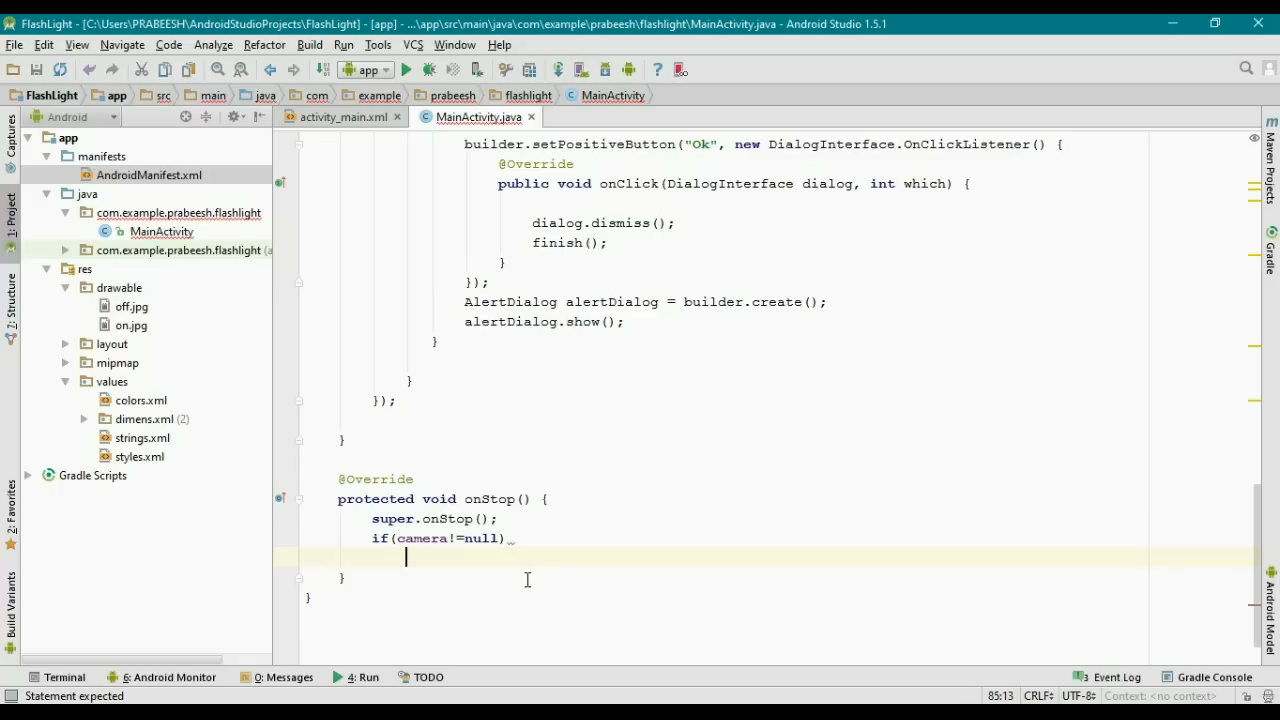 FlashLight - [C:\Users\PRABEESH\AndroidStudioProjects\FlashLight] - [app] - ...\app\src\main\java\com\example\prabeesh\flashlight\MainActivity.java - Android Studio 1.5.1
File Edit View Navigate Code Analyze Refactor Build Run Tools VCS Window Help
app
FlashLight app src main java com example prabeesh flashlight MainActivity
Android
activity_main.xml MainActivity.java
Captures
1: Project
7: Structure
2: Favorites
Build Variants
app
manifests
AndroidManifest.xml
java
com.example.prabeesh.flashlight
MainActivity
com.example.prabeesh.flashlight (a
res
drawable
off.jpg
on.jpg
layout
mipmap
values
colors.xml
dimens.xml (2)
strings.xml
styles.xml
Gradle Scripts
builder.setPositiveButton("Ok", new DialogInterface.OnClickListener() {
@Override
public void onClick(DialogInterface dialog, int which) {
dialog.dismiss();
finish();
}
});
AlertDialog alertDialog = builder.create();
alertDialog.show();
}
}
});
}
@Override
protected void onStop() {
super.onStop();
if(camera!=null)
}
}
Maven Projects
Gradle
Android Model
Terminal 6: Android Monitor 0: Messages 4: Run TODO 3 Event Log Gradle Console
Statement expected 85:13 CRLF UTF-8 Context: <no context>